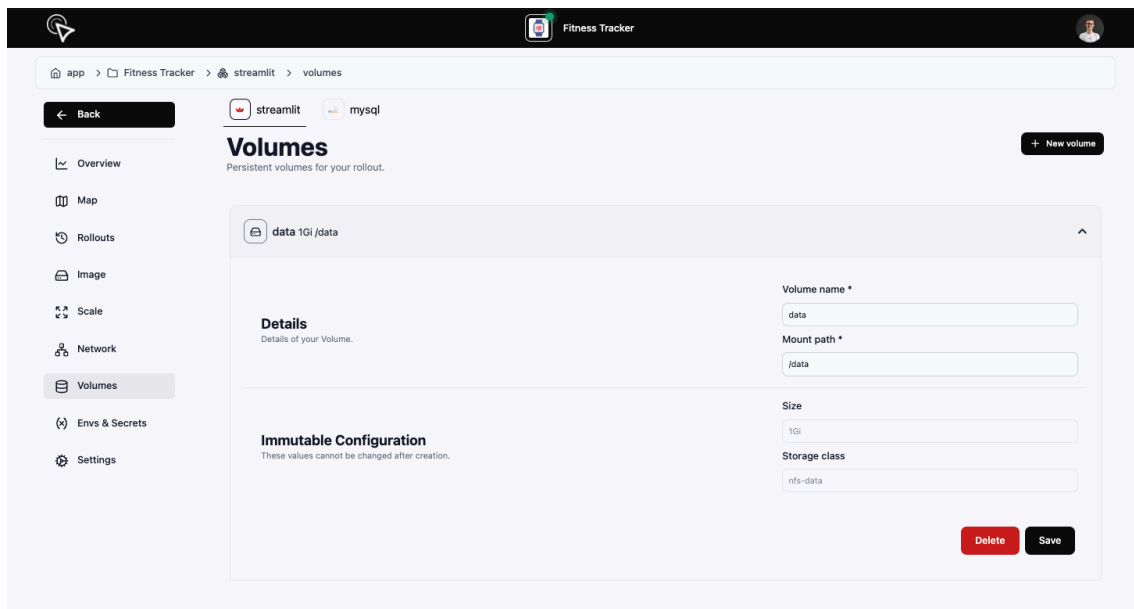 Fitness Tracker
app > Fitness Tracker > streamlit > volumes
Back
streamlit mysql
Volumes
Persistent volumes for your rollout.
+ New volume
Overview
Map
Rollouts
Image
Scale
Network
Volumes
Envs & Secrets
Settings
data 1Gi /data
Details
Details of your Volume.
Volume name *
data
Mount path *
/data
Immutable Configuration
These values cannot be changed after creation.
Size
1Gi
Storage class
nfs-data
Delete
Save